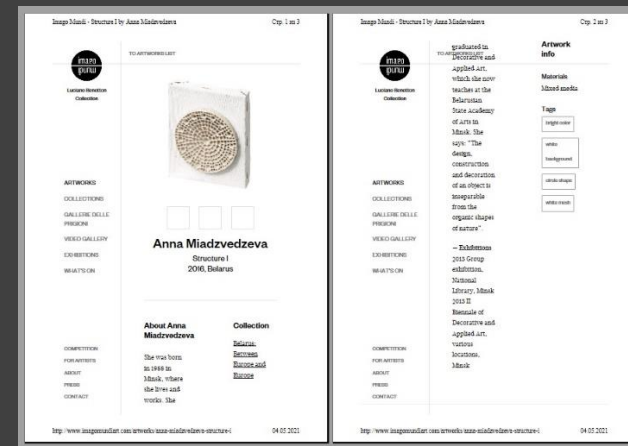 Imago Mundi - Structure I by Anna Miadzvedzeva
Стр. 1 из 3
imago
mundi
Luciano Benetton
Collection
TO ARTWORKS LIST
ARTWORKS
COLLECTIONS
GALLERIE DELLE
PRIGIONI
VIDEO GALLERY
EXHIBITIONS
WHAT'S ON
Anna Miadzvedzeva
Structure I
2016, Belarus
About Anna
Miadzvedzeva
She was born
in 1988 in
Minsk, where
she lives and
works. She
Collection
Belarus:
Between
Europe and
Europe
COMPETITION
FOR ARTISTS
ABOUT
PRESS
CONTACT
http://www.imagomundiart.com/artworks/anna-miadzvedzeva-structure-i
04.05.2021
Imago Mundi - Structure I by Anna Miadzvedzeva
Стр. 2 из 3
imago
mundi
Luciano Benetton
Collection
TO ARTWORKS LIST
graduated in
Decorative and
Applied Art,
which she now
teaches at the
Belarusian
State Academy
of Arts in
Minsk. She
says: "The
design,
construction
and decoration
of an object is
inseparable
from the
organic shapes
of nature".
— Exhibitions
2015 Group
exhibition,
National
Library, Minsk
2015 II
Biennale of
Decorative and
Applied Art,
various
locations,
Minsk
Artwork
info
Materials
Mixed media
Tags
bright color
white
background
circle shape
white mood
ARTWORKS
COLLECTIONS
GALLERIE DELLE
PRIGIONI
VIDEO GALLERY
EXHIBITIONS
WHAT'S ON
COMPETITION
FOR ARTISTS
ABOUT
PRESS
CONTACT
http://www.imagomundiart.com/artworks/anna-miadzvedzeva-structure-i
04.05.2021